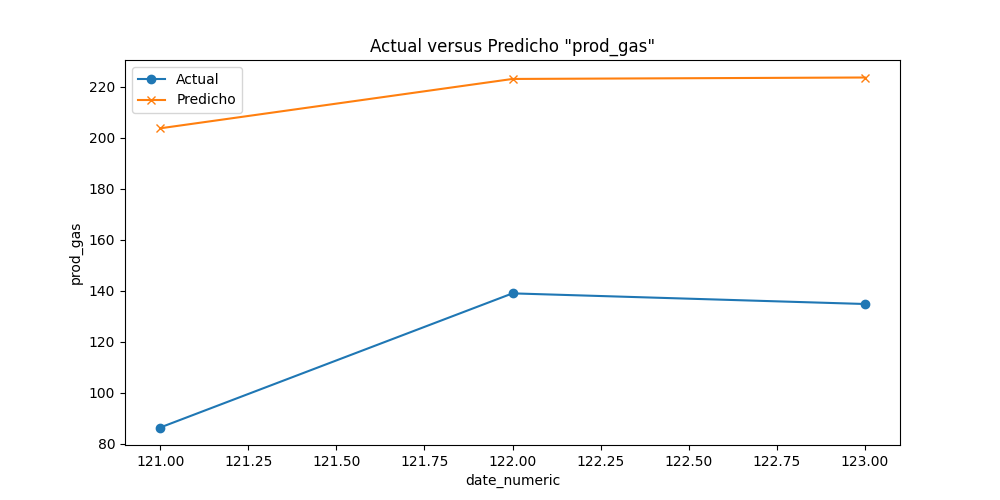 Actual versus Predicho "prod_gas"
Actual
Predicho
220
200
180
160
140
120
100
80
prod_gas
121.00 121.25 121.50 121.75 122.00 122.25 122.50 122.75 123.00
date_numeric